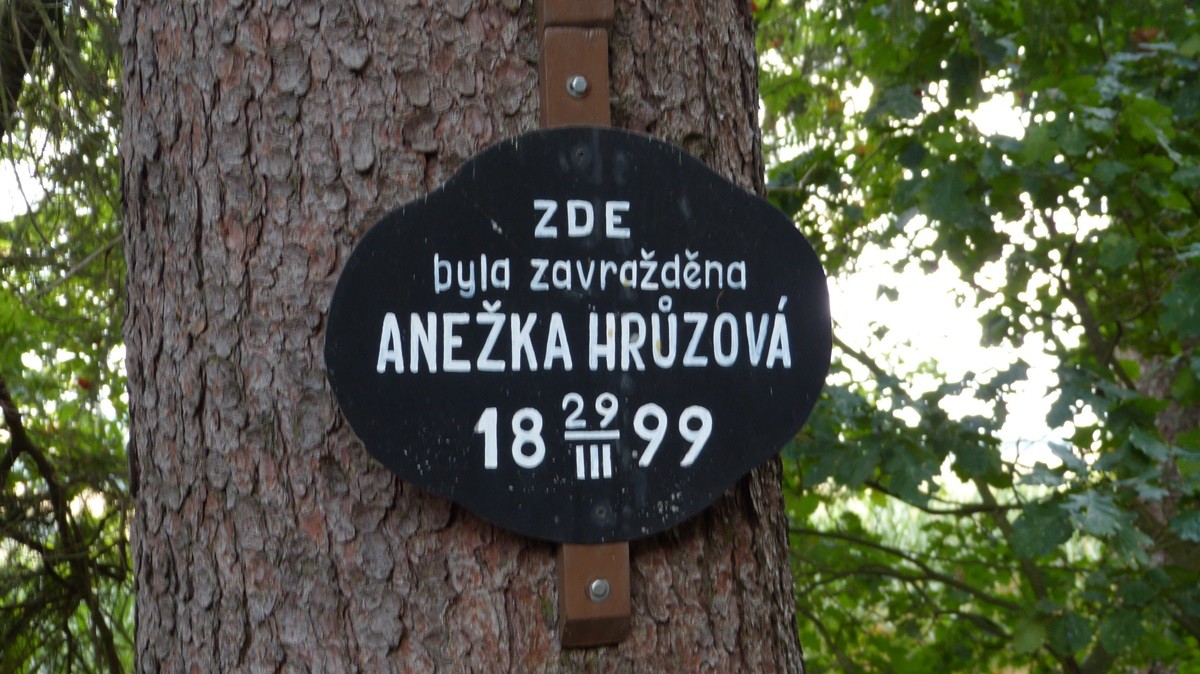 ZDE
byla zavražděna
ANEŽKA HRŮZOVÁ
18 29/III 99